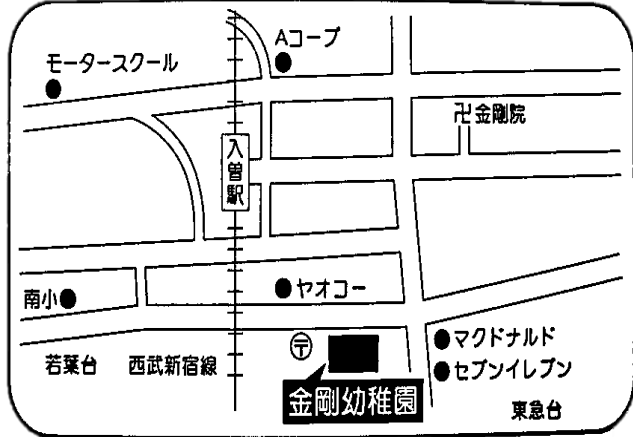 Aコープ
モータースクール
卍金剛院
入曽駅
南小
ヤオコー
〒
マクドナルド
セブンイレブン
若葉台
西武新宿線
金剛幼稚園
東急台